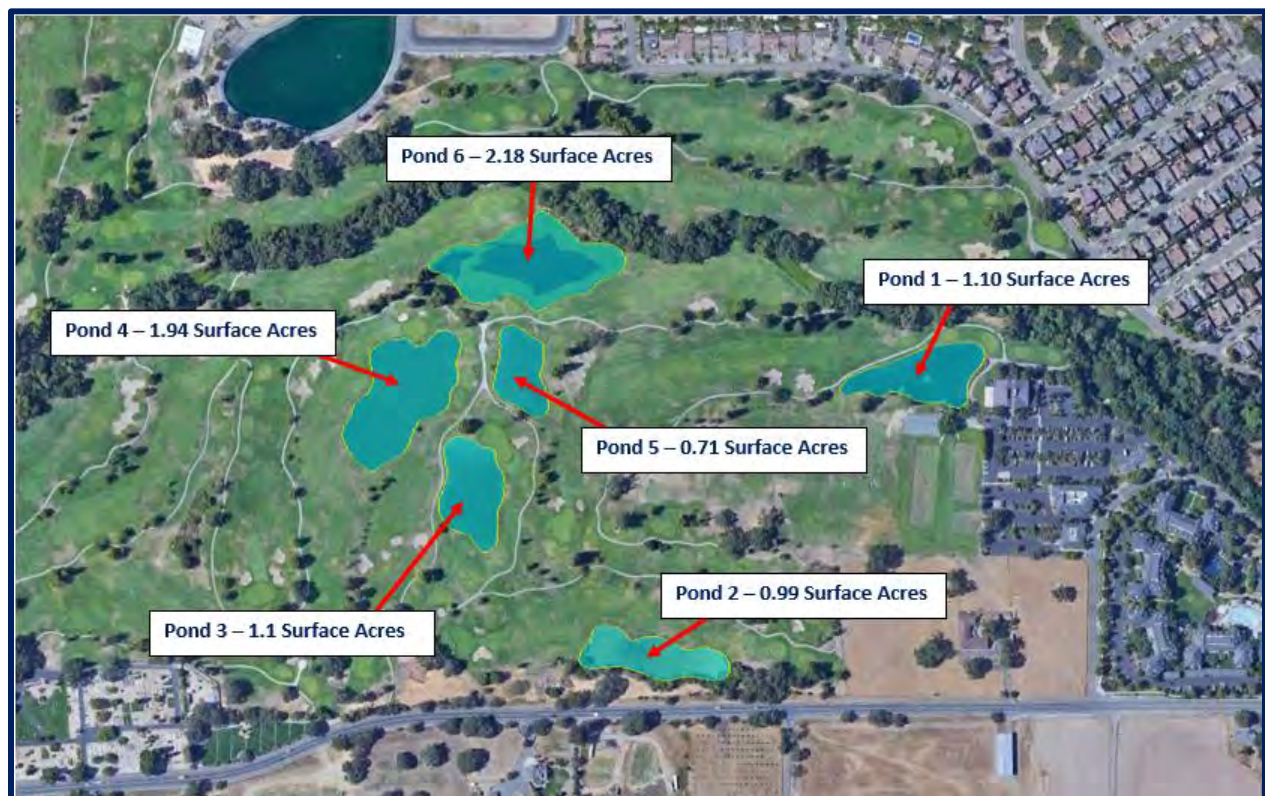 Pond 6 – 2.18 Surface Acres
Pond 1 – 1.10 Surface Acres
Pond 4 – 1.94 Surface Acres
Pond 5 – 0.71 Surface Acres
Pond 2 – 0.99 Surface Acres
Pond 3 – 1.1 Surface Acres